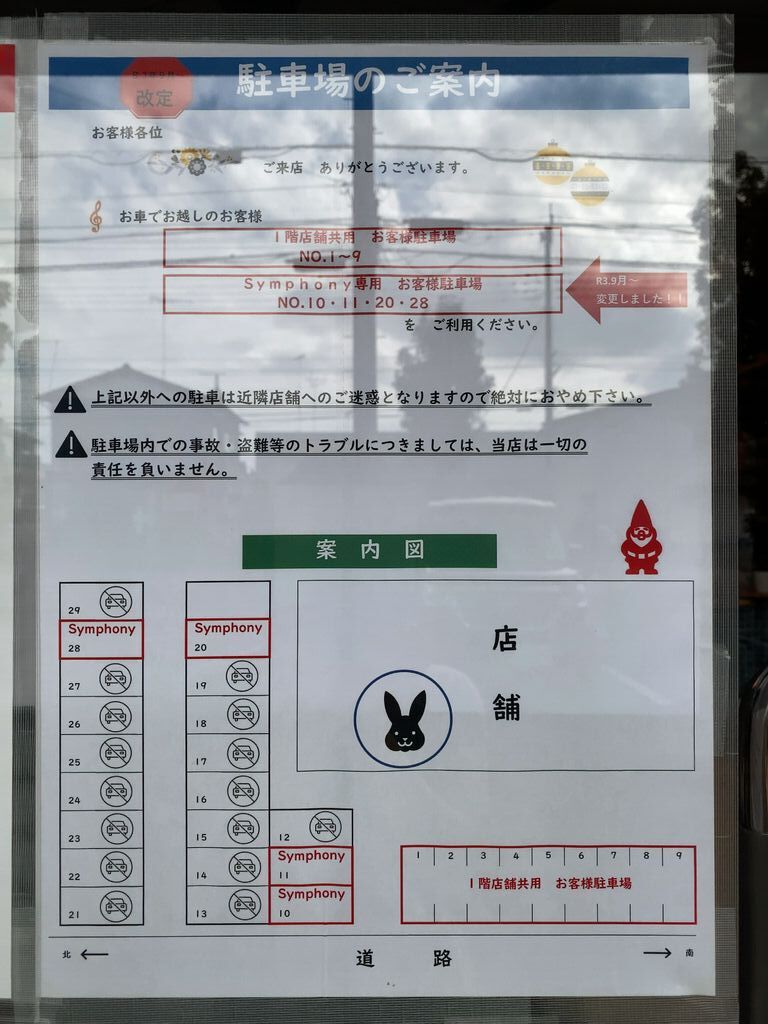 改定
駐車場のご案内
お客様各位
ご来店　ありがとうございます。
お車でお越しのお客様
1階店舗共用　お客様駐車場
NO.1～9
Symphony専用　お客様駐車場
NO.10・11・20・28
R3.9月～
変更しました！！
を　ご利用ください。
上記以外への駐車は近隣店舗へのご迷惑となりますので絶対におやめ下さい。
駐車場内での事故・盗難等のトラブルにつきましては、当店は一切の
責任を負いません。
案　内　図
29
Symphony
28
27
26
25
24
23
22
21
Symphony
20
19
18
17
16
15
14
13
12
Symphony
11
Symphony
10
店
舗
1 2 3 4 5 6 7 8 9
1階店舗共用　お客様駐車場
北 ← 道　路 → 南